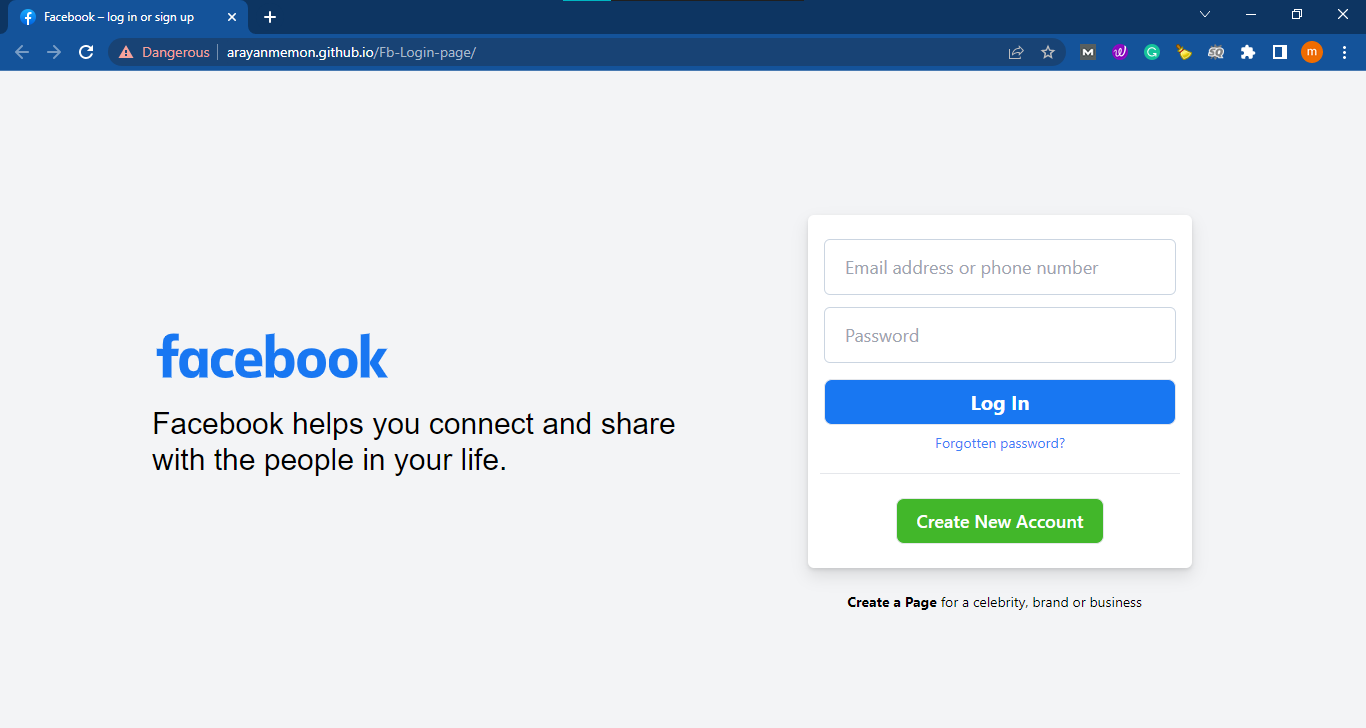 Facebook – log in or sign up
Dangerous arayanmemon.github.io/Fb-Login-page/
m
facebook
Facebook helps you connect and share
with the people in your life.
Email address or phone number
Password
Log In
Forgotten password?
Create New Account
Create a Page for a celebrity, brand or business